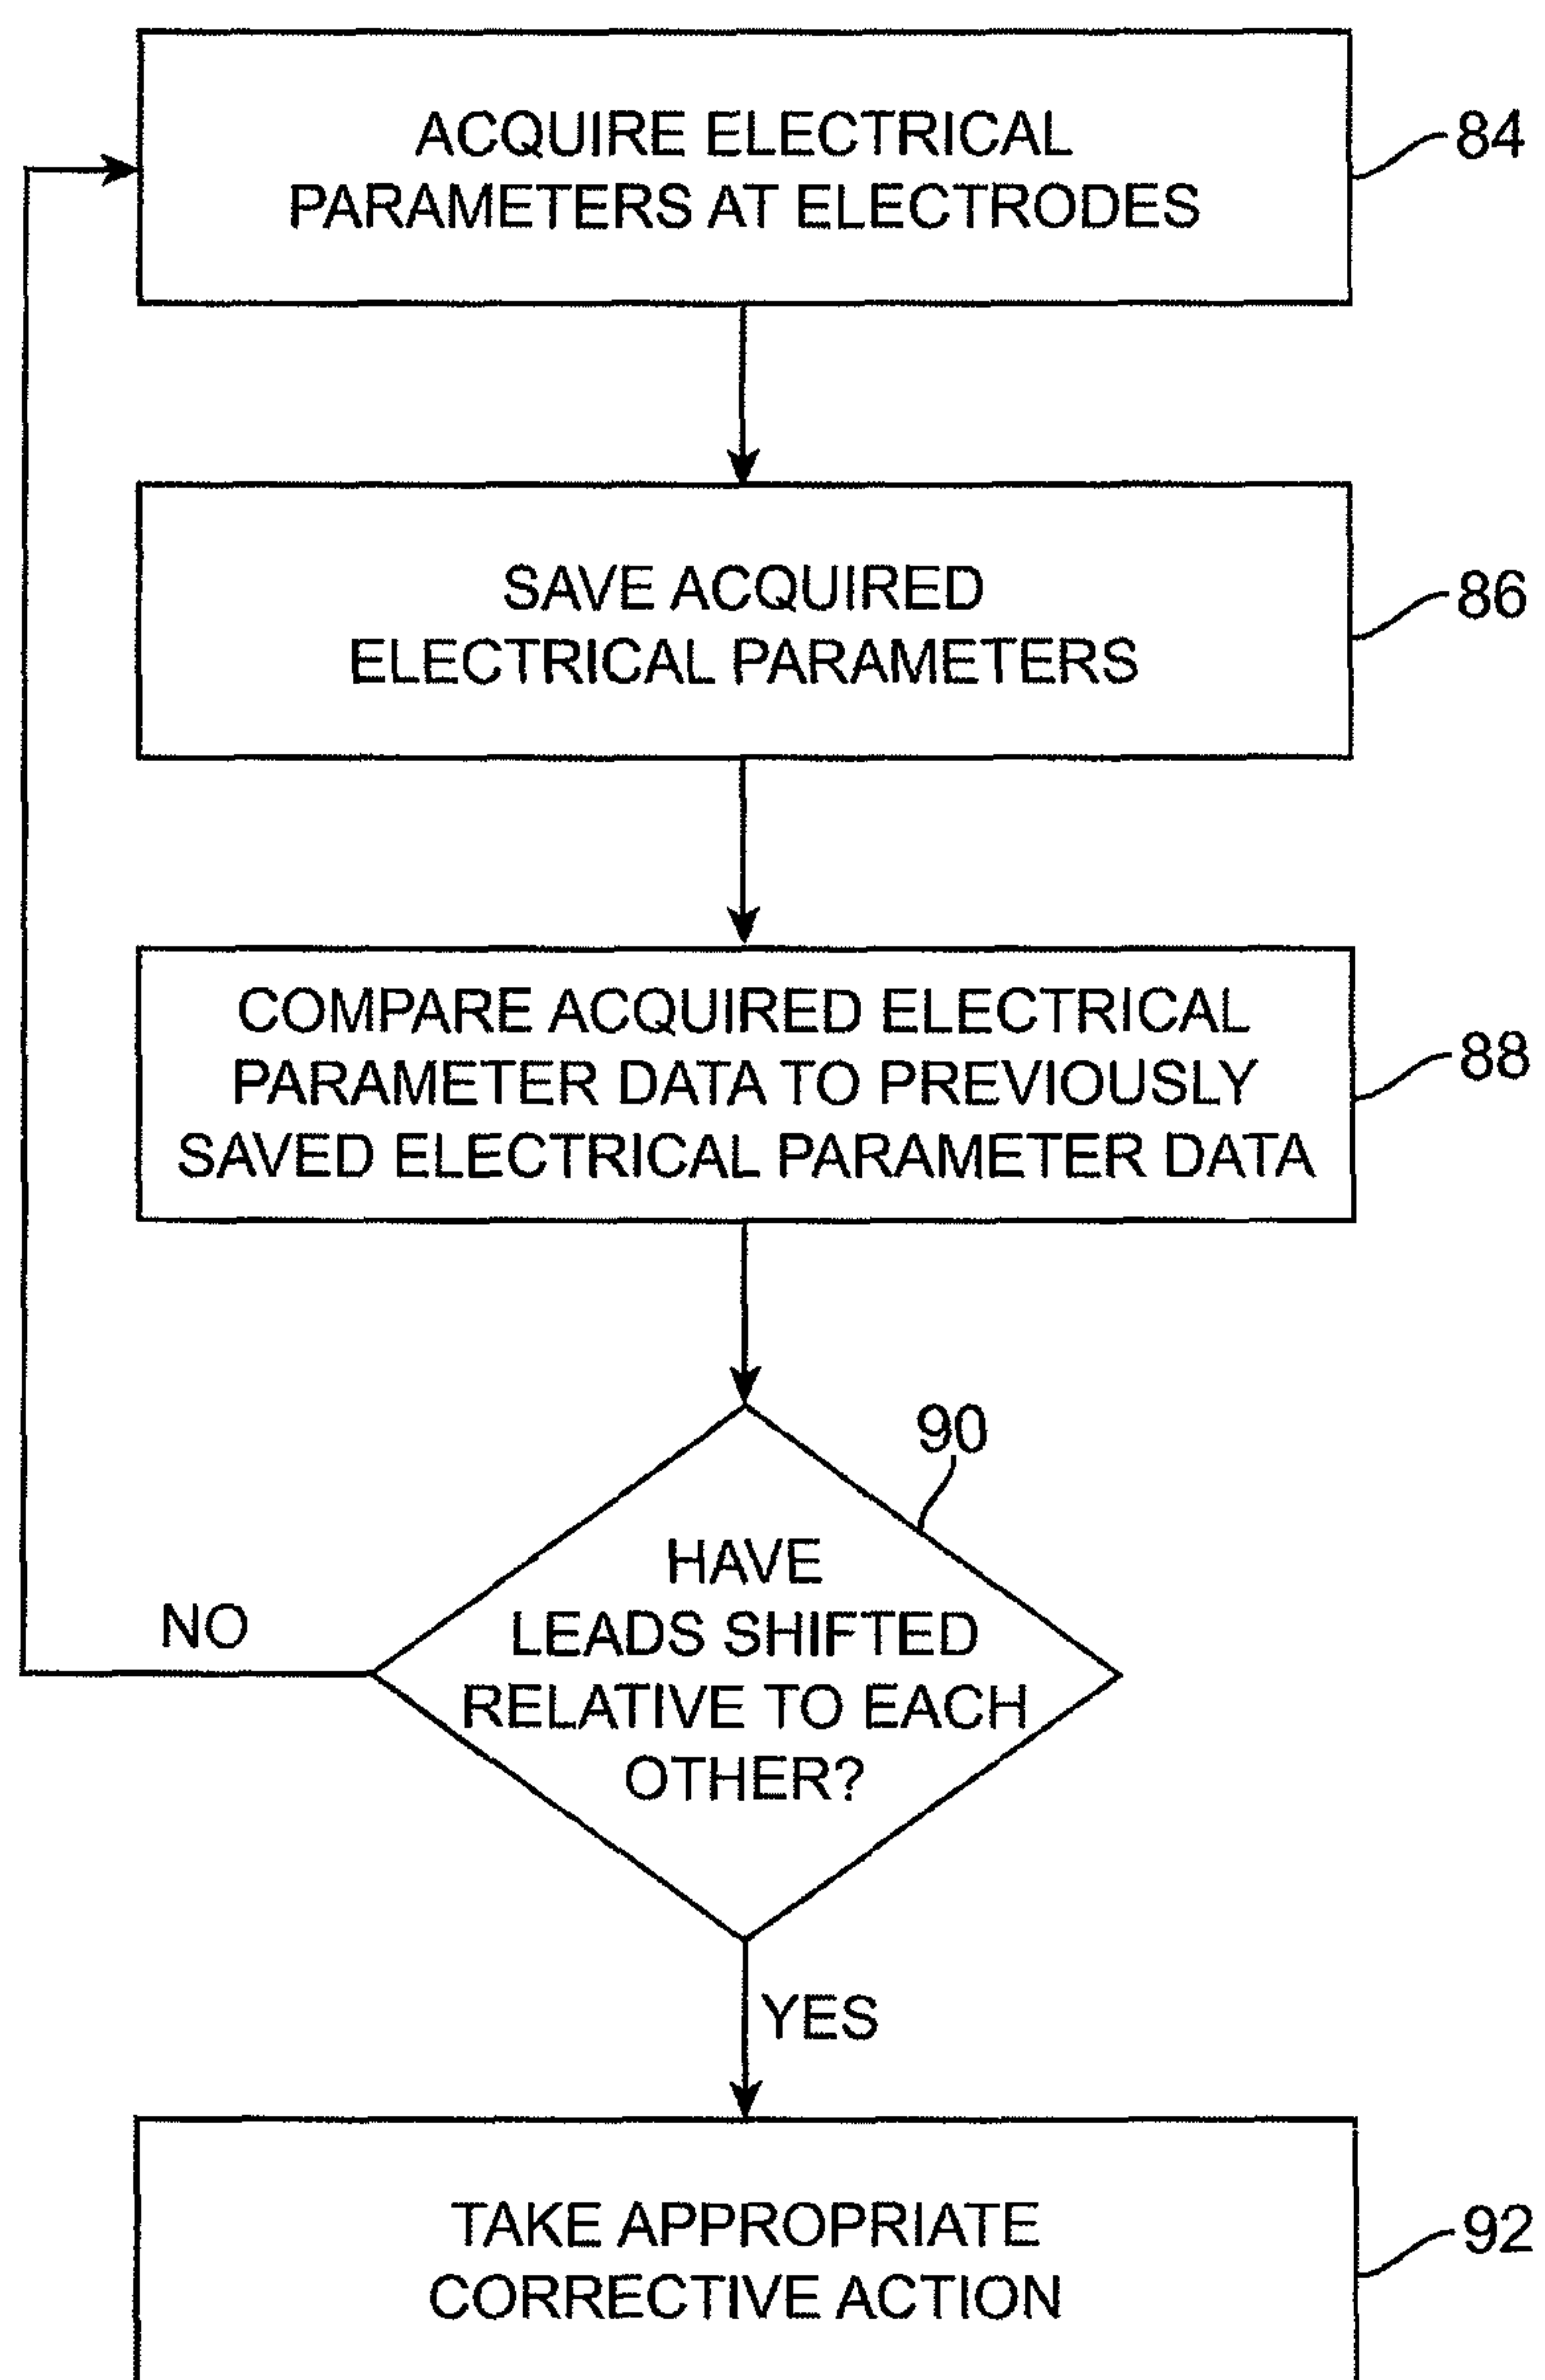 ACQUIRE ELECTRICAL
PARAMETERS AT ELECTRODES
84
SAVE ACQUIRED
ELECTRICAL PARAMETERS
86
COMPARE ACQUIRED ELECTRICAL
PARAMETER DATA TO PREVIOUSLY
SAVED ELECTRICAL PARAMETER DATA
88
90
HAVE
LEADS SHIFTED
RELATIVE TO EACH
OTHER?
NO
YES
TAKE APPROPRIATE
CORRECTIVE ACTION
92